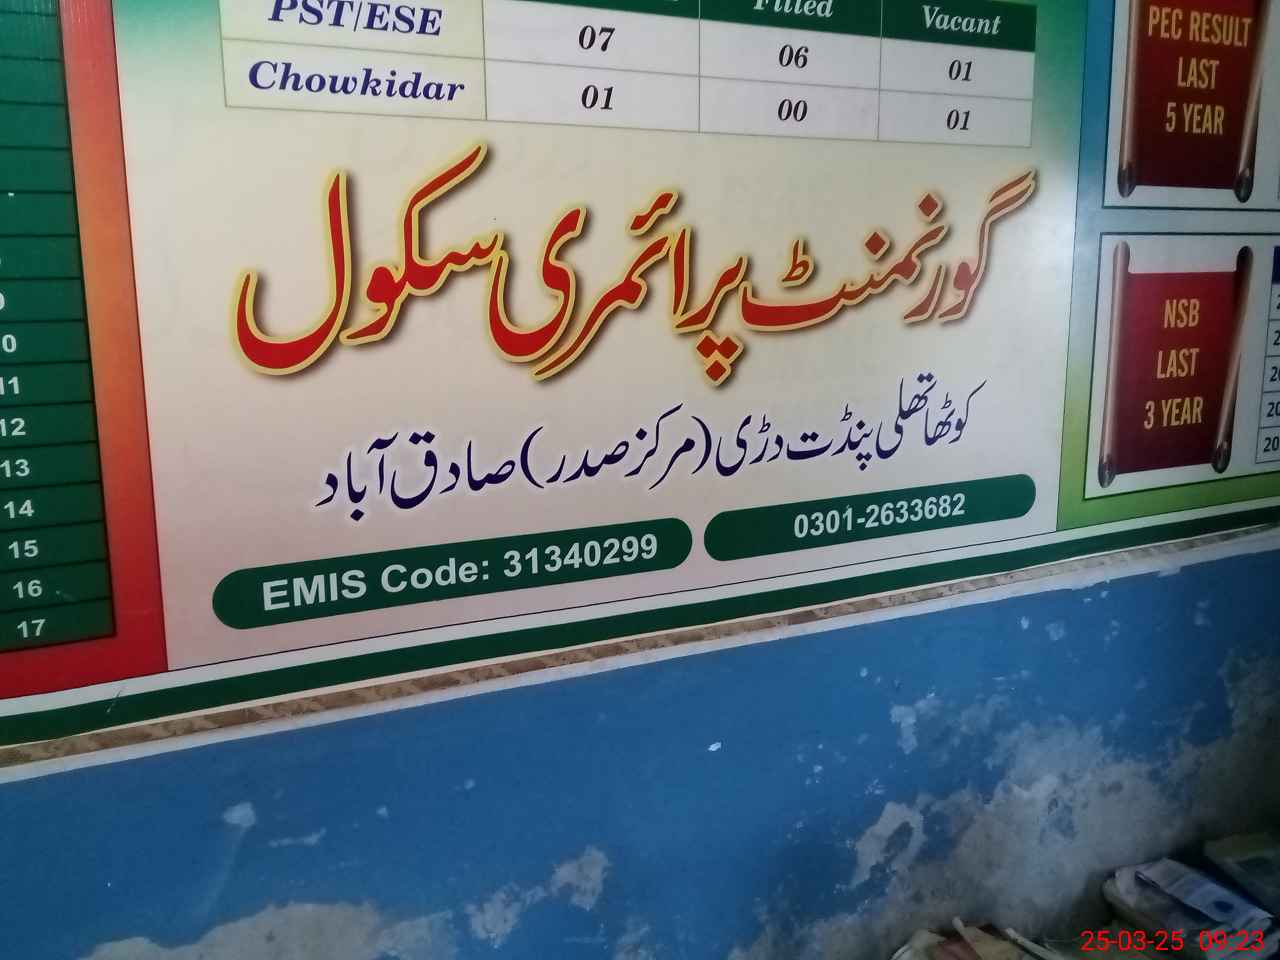 Filled Vacant
PST/ESE 07 06 01
Chowkidar 01 00 01
گورنمنٹ پرائمری سکول
کوٹھا تھلی پنڈت دڑی (مرکز صدر) صادق آباد
EMIS Code: 31340299
0301-2633682
PEC RESULT
LAST
5 YEAR
NSB
LAST
3 YEAR
11
12
13
14
15
16
17
25-03-25 09:23